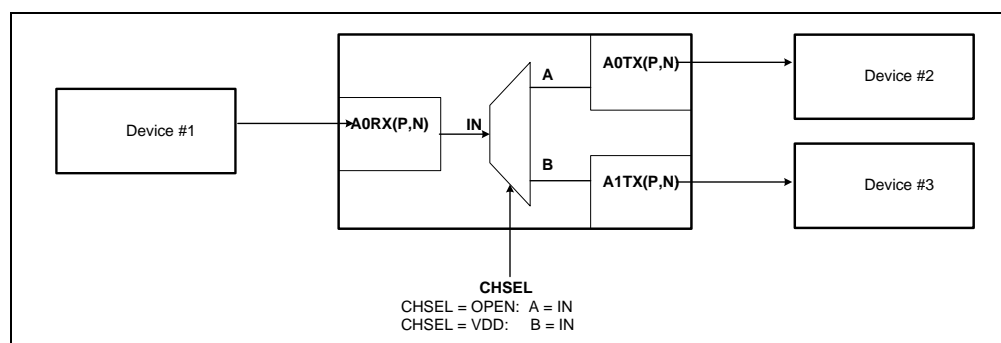 Device #1
A0RX(P,N)
IN
A
B
A0TX(P,N)
A1TX(P,N)
Device #2
Device #3
CHSEL
CHSEL = OPEN: A = IN
CHSEL = VDD: B = IN